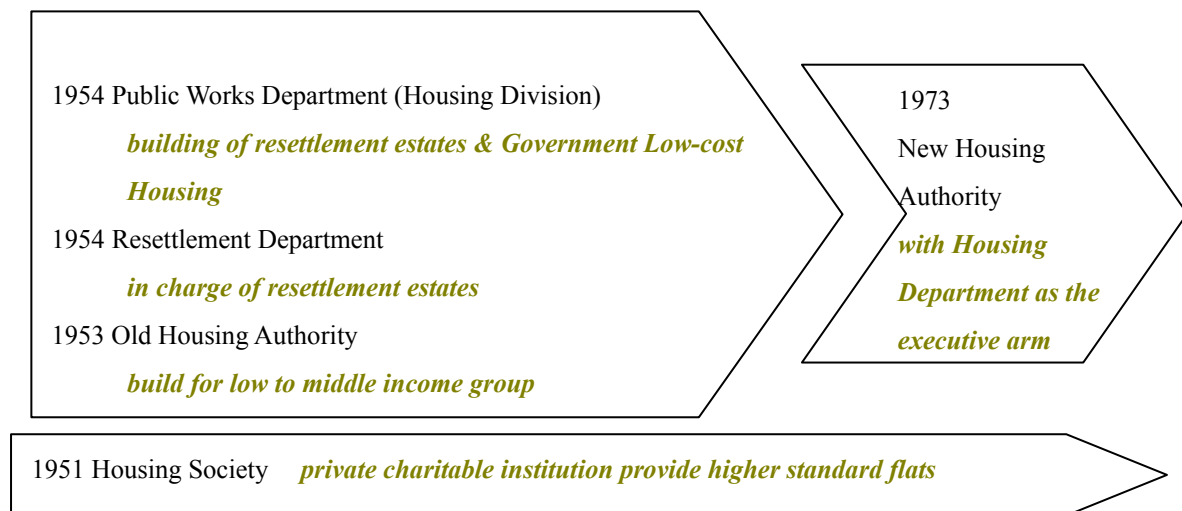 1954 Public Works Department (Housing Division)
building of resettlement estates & Government Low-cost
Housing
1954 Resettlement Department
in charge of resettlement estates
1953 Old Housing Authority
build for low to middle income group
1973
New Housing
Authority
with Housing
Department as the
executive arm
1951 Housing Society private charitable institution provide higher standard flats